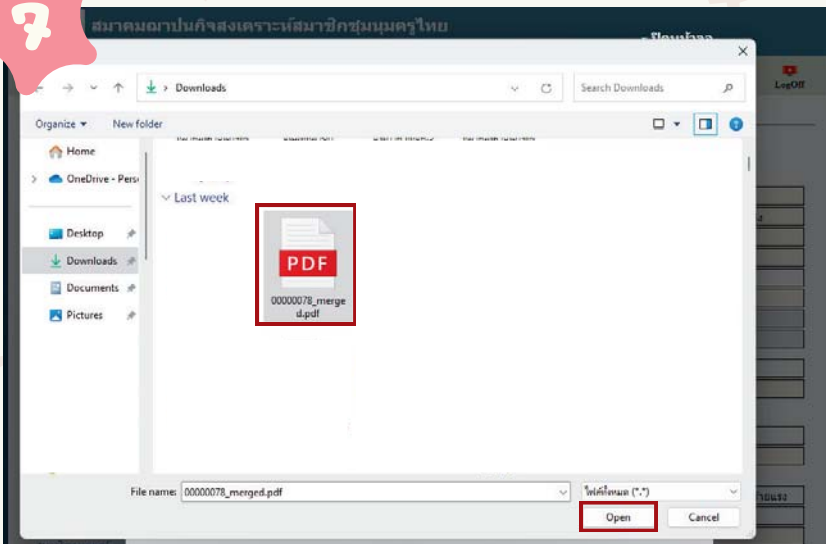 7
สมาคมฌาปนกิจสงเคราะห์สมาชิกชุมนุมครูไทย
Downloads
Search Downloads
LogOff
Organize
New folder
Home
OneDrive - Perso
Last week
Desktop
Downloads
Documents
Pictures
PDF
00000078_merge
d.pdf
File name:
00000078_merged.pdf
ไฟล์ทั้งหมด (*.*)
Open
Cancel